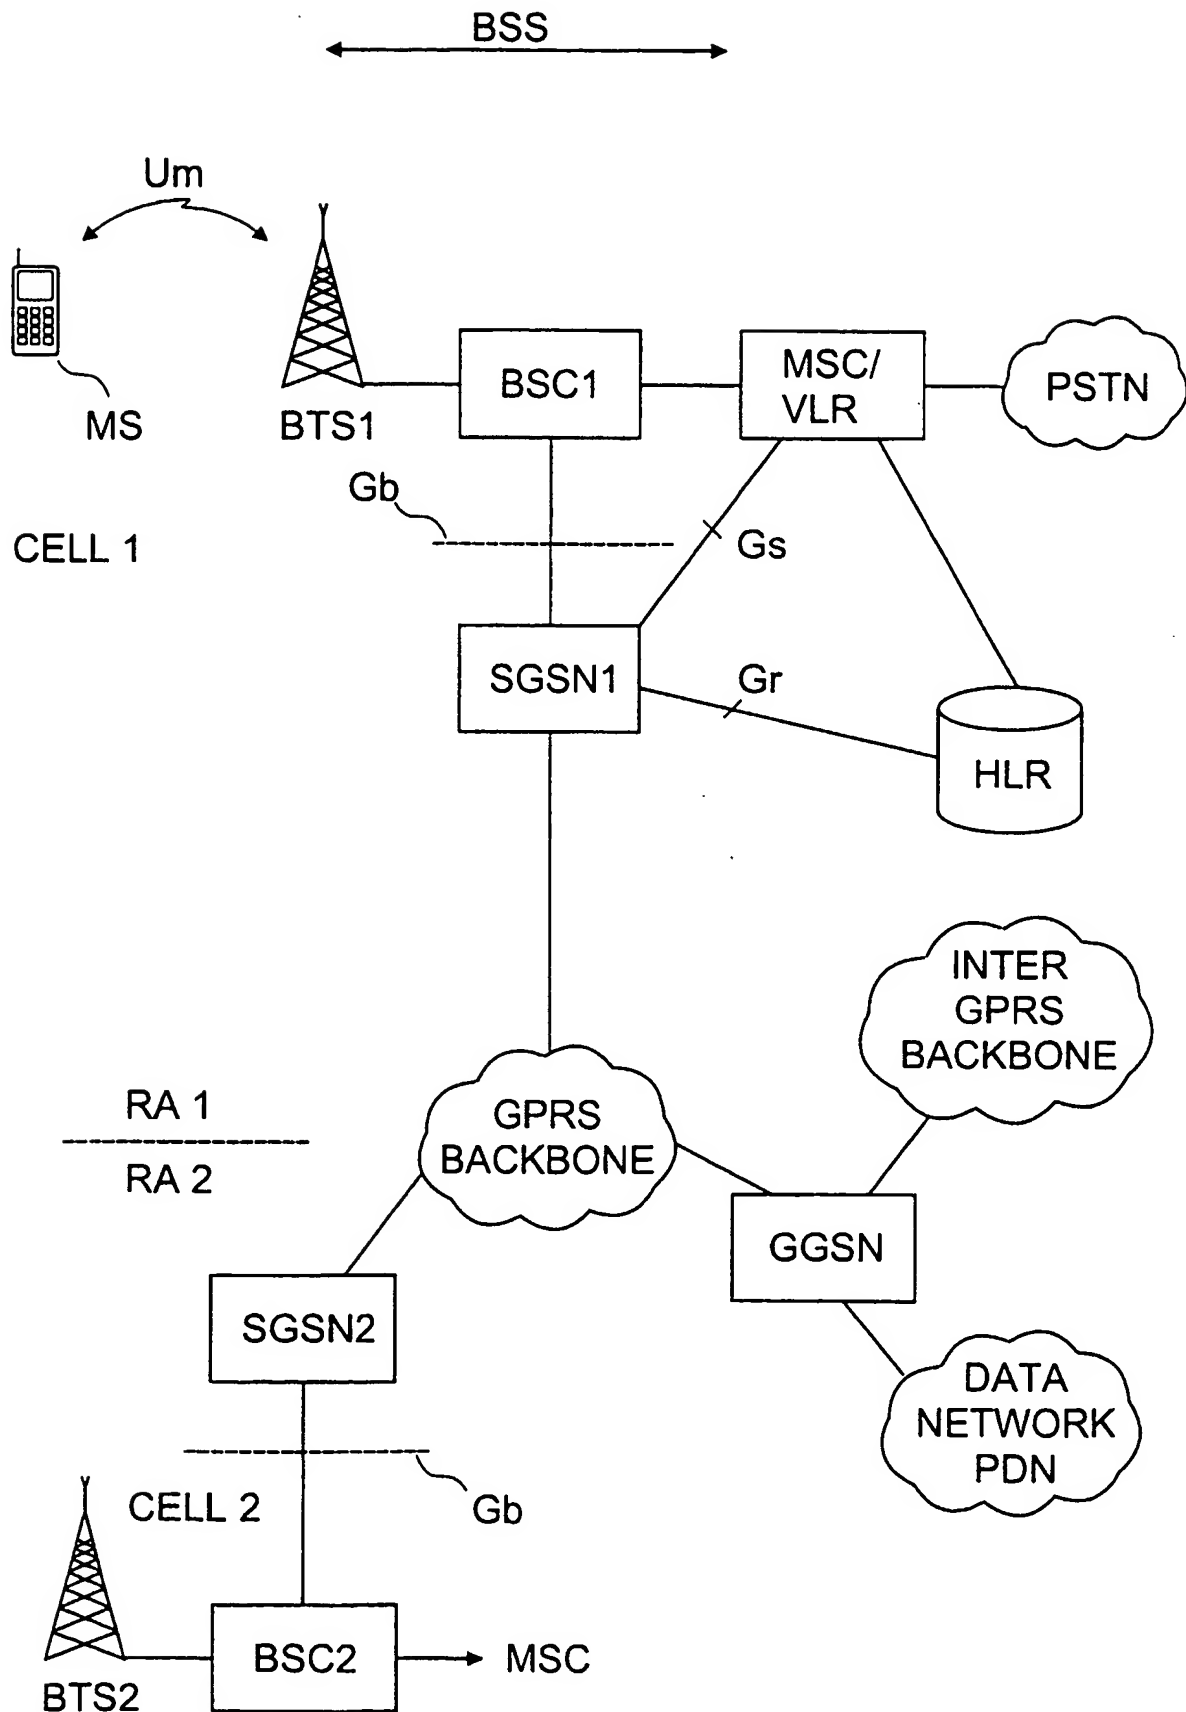 BSS
Um
MS
BTS1
BSC1
MSC/
VLR
PSTN
Gb
Gs
CELL 1
SGSN1
Gr
HLR
INTER
GPRS
BACKBONE
RA 1
RA 2
GPRS
BACKBONE
GGSN
SGSN2
DATA
NETWORK
PDN
CELL 2
Gb
BSC2
MSC
BTS2